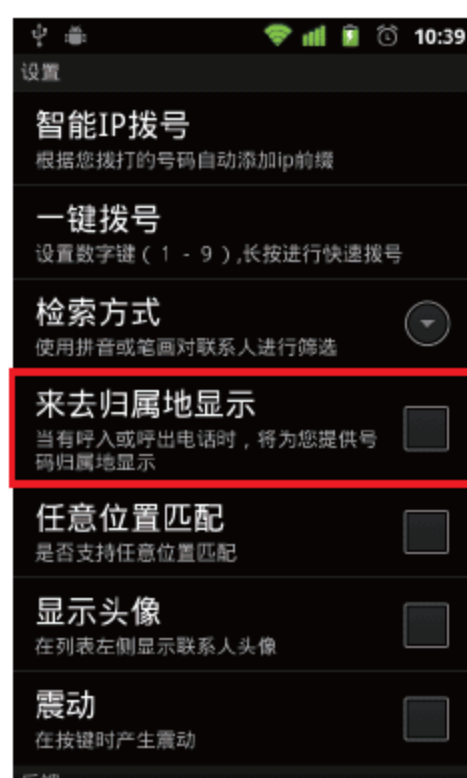 10:39
设置
智能IP拨号
根据您拨打的号码自动添加ip前缀
一键拨号
设置数字键（1 - 9）,长按进行快速拨号
检索方式
使用拼音或笔画对联系人进行筛选
来去归属地显示
当有呼入或呼出电话时，将为您提供号
码归属地显示
任意位置匹配
是否支持任意位置匹配
显示头像
在列表左侧显示联系人头像
震动
在按键时产生震动